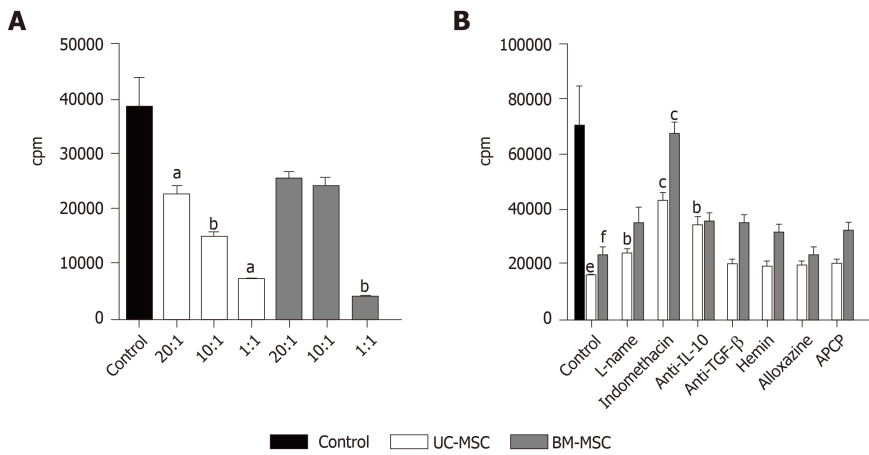 A
50000
40000
30000
20000
10000
0
cpm
a
b
a
b
Control
20:1
10:1
1:1
20:1
10:1
1:1
B
100000
80000
60000
40000
20000
0
cpm
e
f
b
c
c
b
Control
L-name
Indomethacin
Anti-IL-10
Anti-TGF-β
Hemin
Alloxazine
APCP
Control UC-MSC BM-MSC